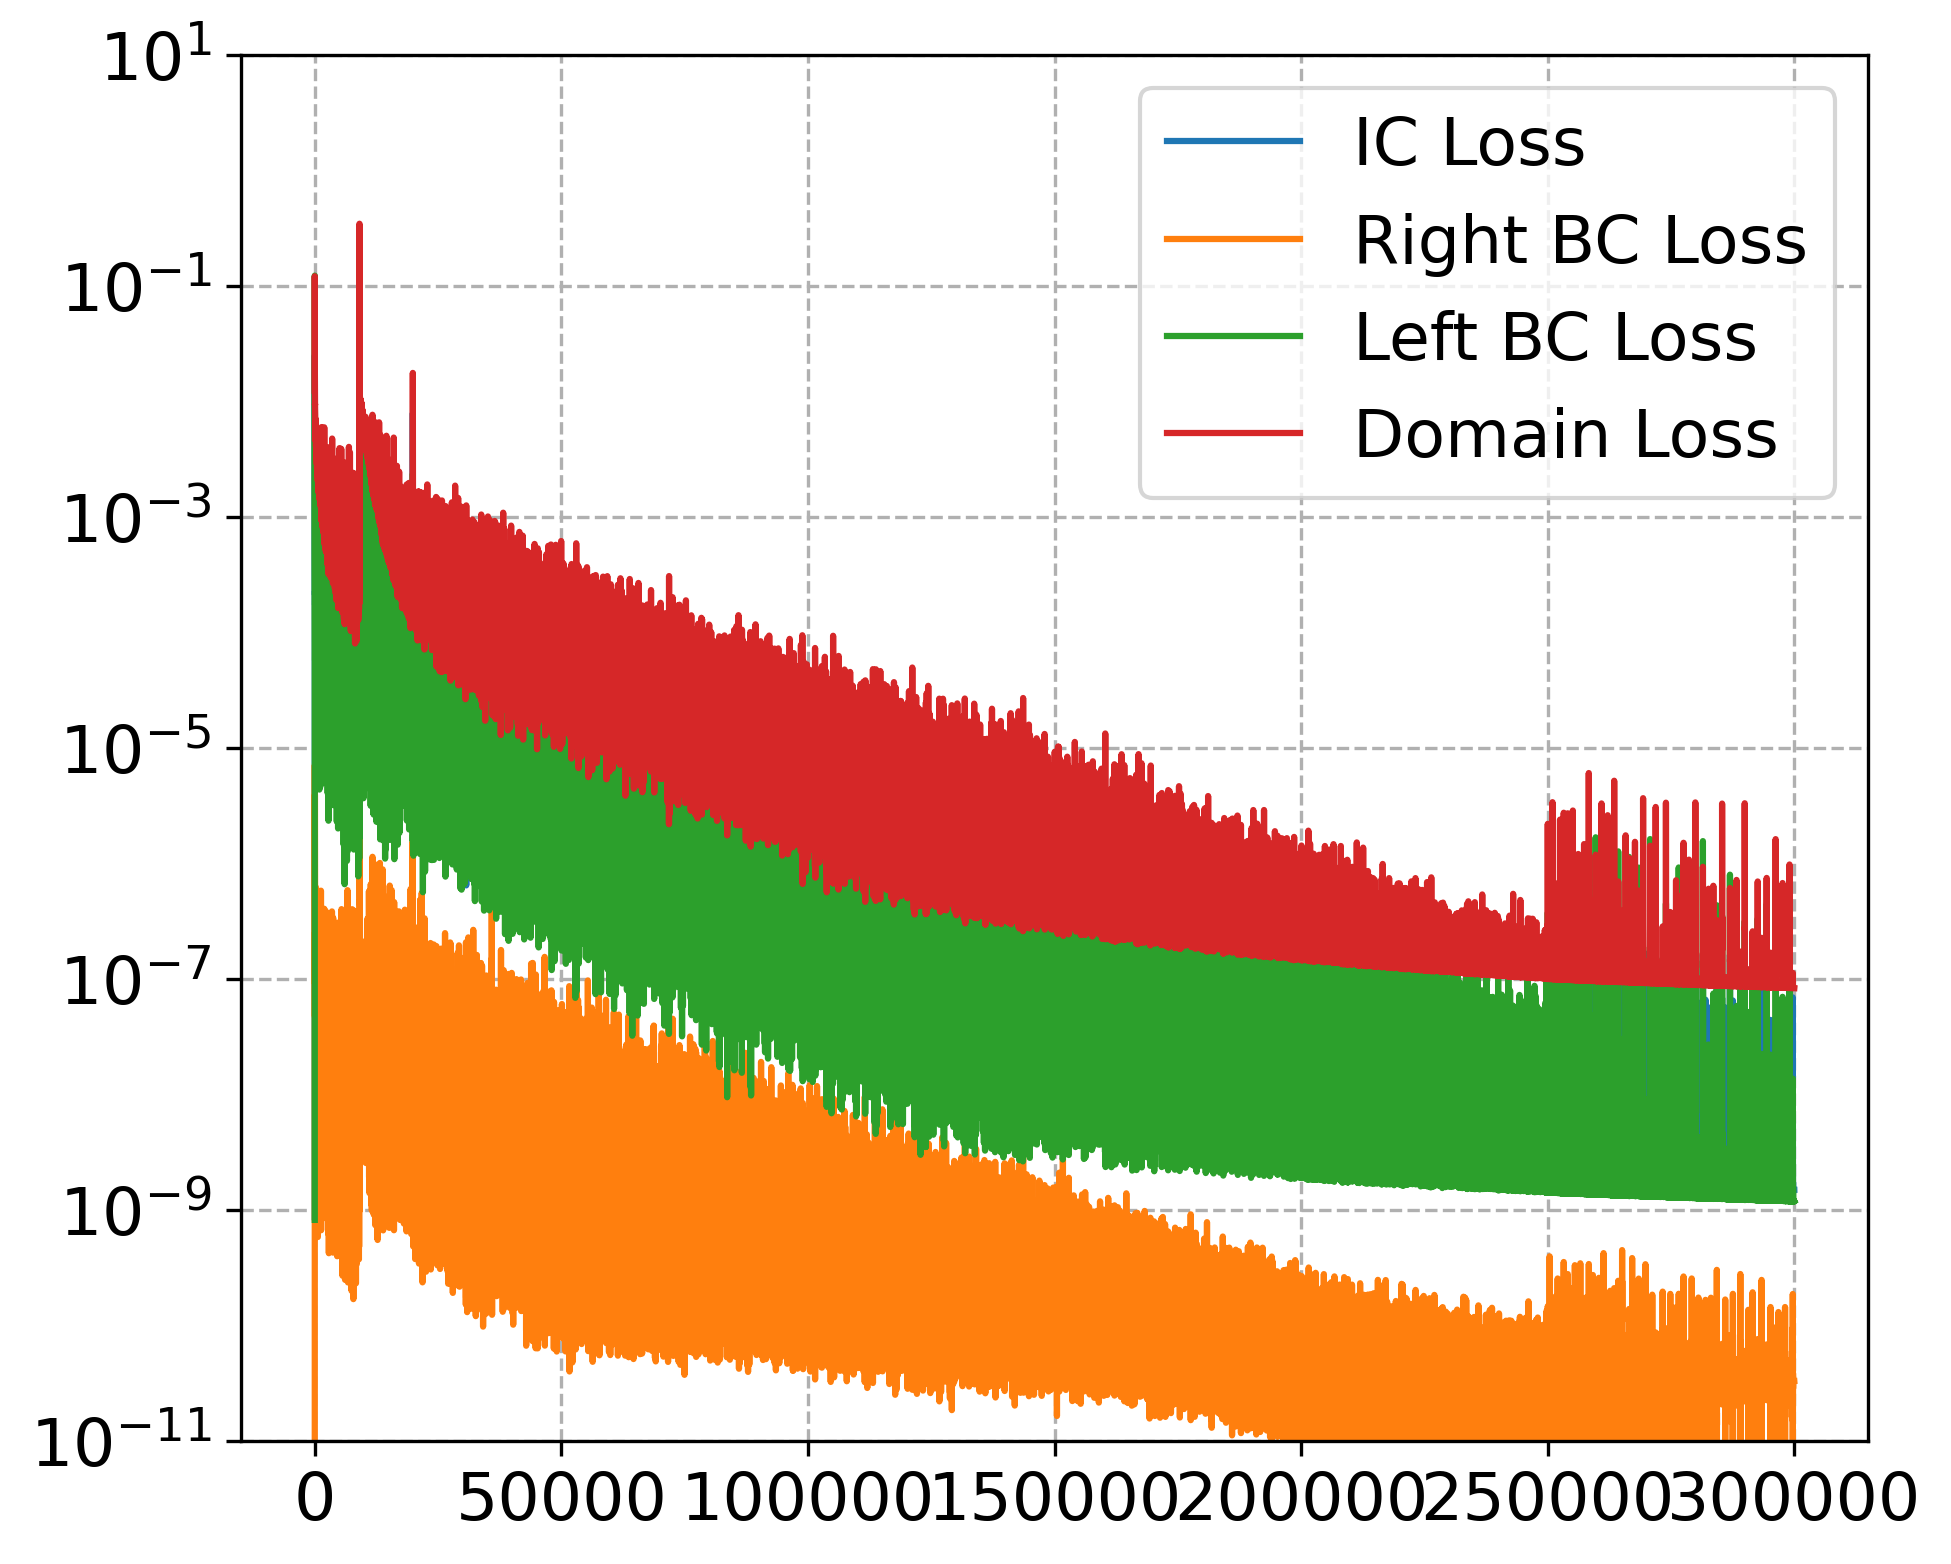 10^1
10^−1
10^−3
10^−5
10^−7
10^−9
10^−11
IC Loss
Right BC Loss
Left BC Loss
Domain Loss
0 50000 100000 150000 200000 250000 300000